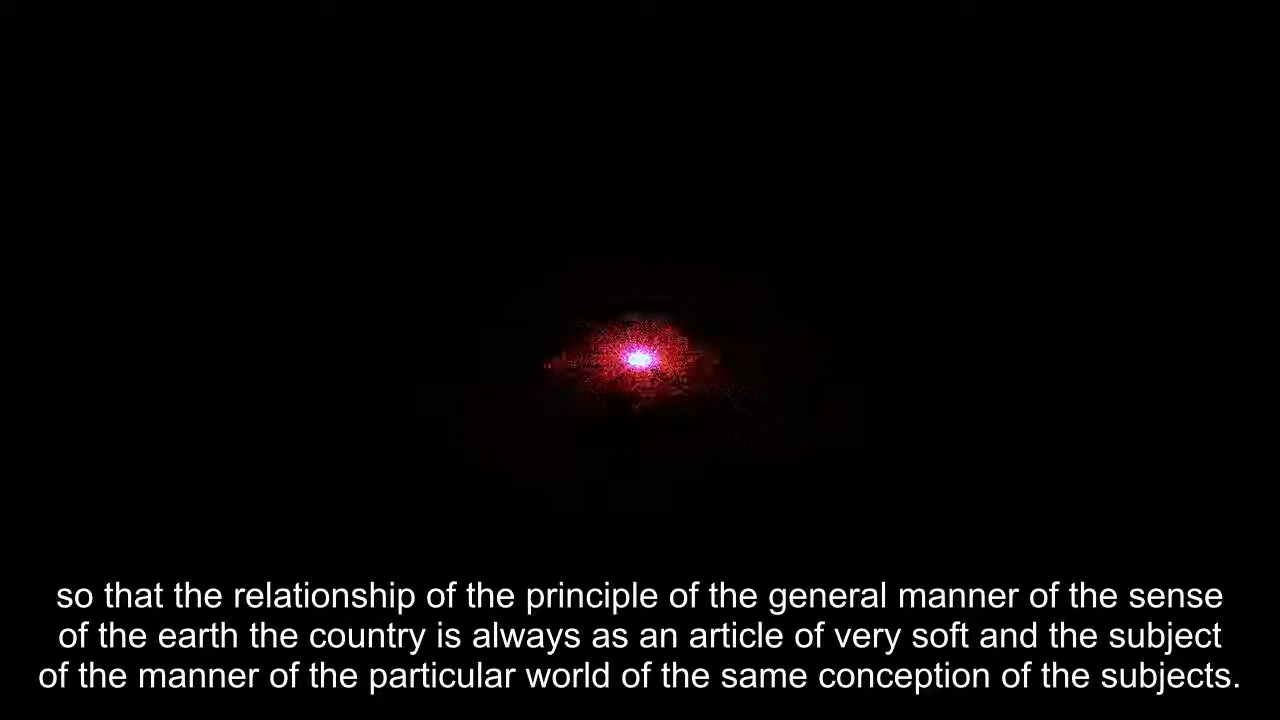 so that the relationship of the principle of the general manner of the sense
of the earth the country is always as an article of very soft and the subject
of the manner of the particular world of the same conception of the subjects.